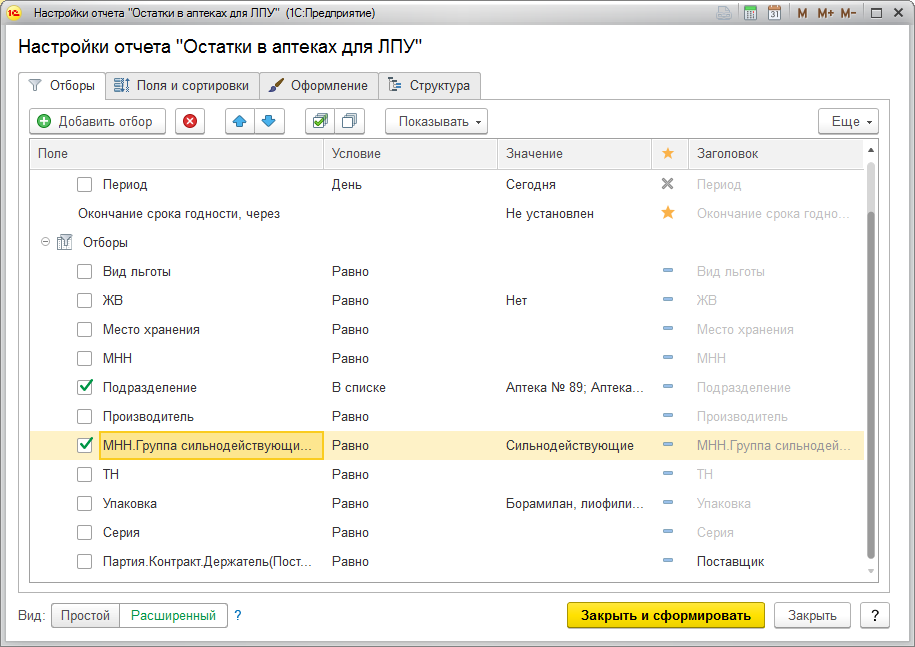 Настройки отчета "Остатки в аптеках для ЛПУ" (1С:Предприятие) 31 M M+ M-
Настройки отчета "Остатки в аптеках для ЛПУ"
Отборы Поля и сортировки Оформление Структура
Добавить отбор Показывать Еще
Поле Условие Значение Заголовок
Период День Сегодня Период
Окончание срока годности, через Не установлен Окончание срока годно...
Отборы
Вид льготы Равно Вид льготы
ЖВ Равно Нет ЖВ
Место хранения Равно Место хранения
МНН Равно МНН
Подразделение В списке Аптека № 89; Аптека... Подразделение
Производитель Равно Производитель
МНН.Группа сильнодействующи... Равно Сильнодействующие МНН.Группа сильнодей...
ТН Равно ТН
Упаковка Равно Борамилан, лиофили... Упаковка
Серия Равно Серия
Партия.Контракт.Держатель(Пост... Равно Поставщик
Вид: Простой Расширенный ? Закрыть и сформировать Закрыть ?